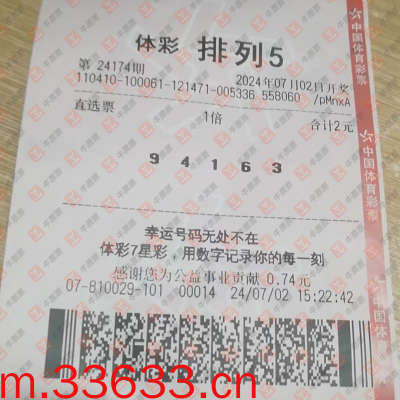 体彩 排列5
第 24174期 2024年07月02日开奖
110410-100061-121471-005336 558060 /pMnxA
直选票 1倍 合计2元
9 4 1 6 3
幸运号码无处不在
体彩7星彩，用数字记录你的每一刻
感谢您为公益事业贡献 0.74元
07-810029-101 00014 24/07/02 15:22:42
中国体育彩票
中国体育彩票
中国体
m.33633.cn